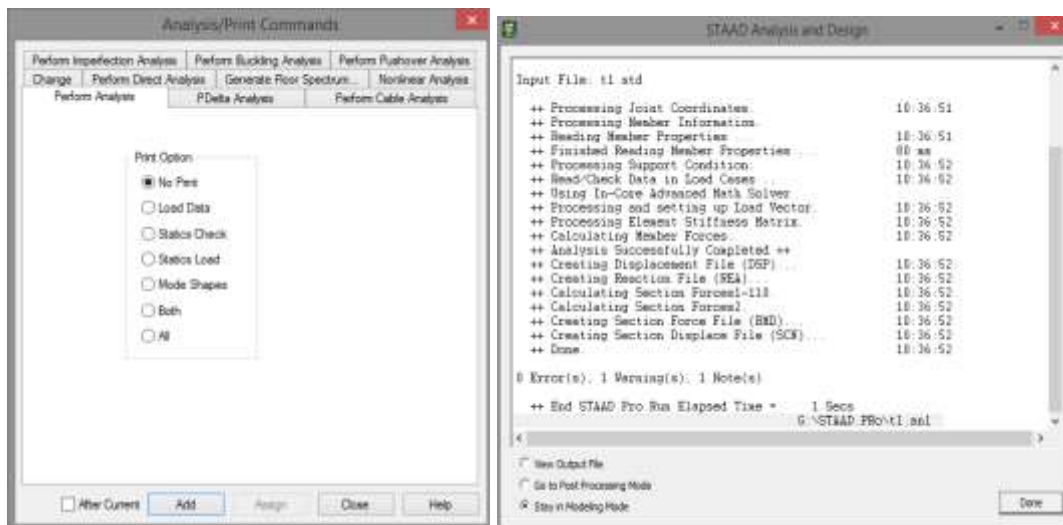 Analysis/Print Commands
Perform Imperfection Analysis Perform Buckling Analysis Perform Pushover Analysis
Change Perform Direct Analysis Generate Floor Spectrum... Nonlinear Analysis
Perform Analysis PDelta Analysis Perform Cable Analysis
Print Option
No Print
Load Data
Statics Check
Statics Load
Mode Shapes
Both
All
After Current Add Assign Close Help
STAAD Analysis and Design
Input File: t1.std
++ Processing Joint Coordinates. 10:36:51
++ Processing Member Information.
++ Reading Member Properties ... 10:36:51
++ Finished Reading Member Properties ... 80 ms
++ Processing Support Condition. 10:36:52
++ Read/Check Data in Load Cases ... 10:36:52
++ Using In-Core Advanced Math Solver
++ Processing and setting up Load Vector. 10:36:52
++ Processing Element Stiffness Matrix. 10:36:52
++ Calculating Member Forces. 10:36:52
++ Analysis Successfully Completed ++
++ Creating Displacement File (DSP)... 10:36:52
++ Creating Reaction File (REA)... 10:36:52
++ Calculating Section Forces1-110. 10:36:52
++ Calculating Section Forces2. 10:36:52
++ Creating Section Force File (BMD)... 10:36:52
++ Creating Section Displace File (SCN)... 10:36:52
++ Done. 10:36:52
0 Error(s), 1 Warning(s), 1 Note(s)
++ End STAAD.Pro Run Elapsed Time = 1 Secs
G:\STAAD PRo\t1.anl
View Output File
Go to Post Processing Mode
Stay in Modeling Mode
Done